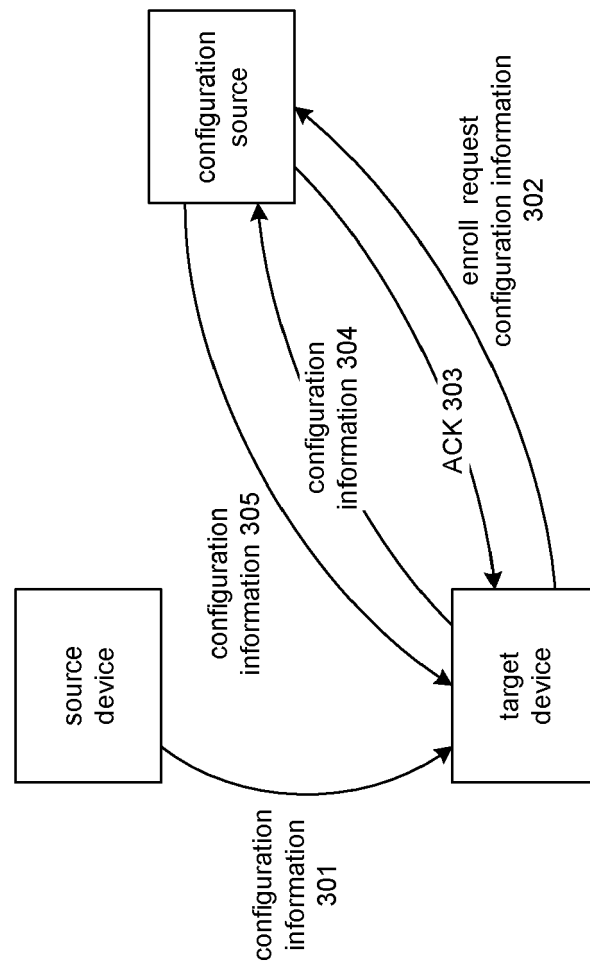 source
device
configuration
information
301
configuration
information 305
configuration
information 304
configuration
source
ACK 303
enroll request
configuration information
302
target
device